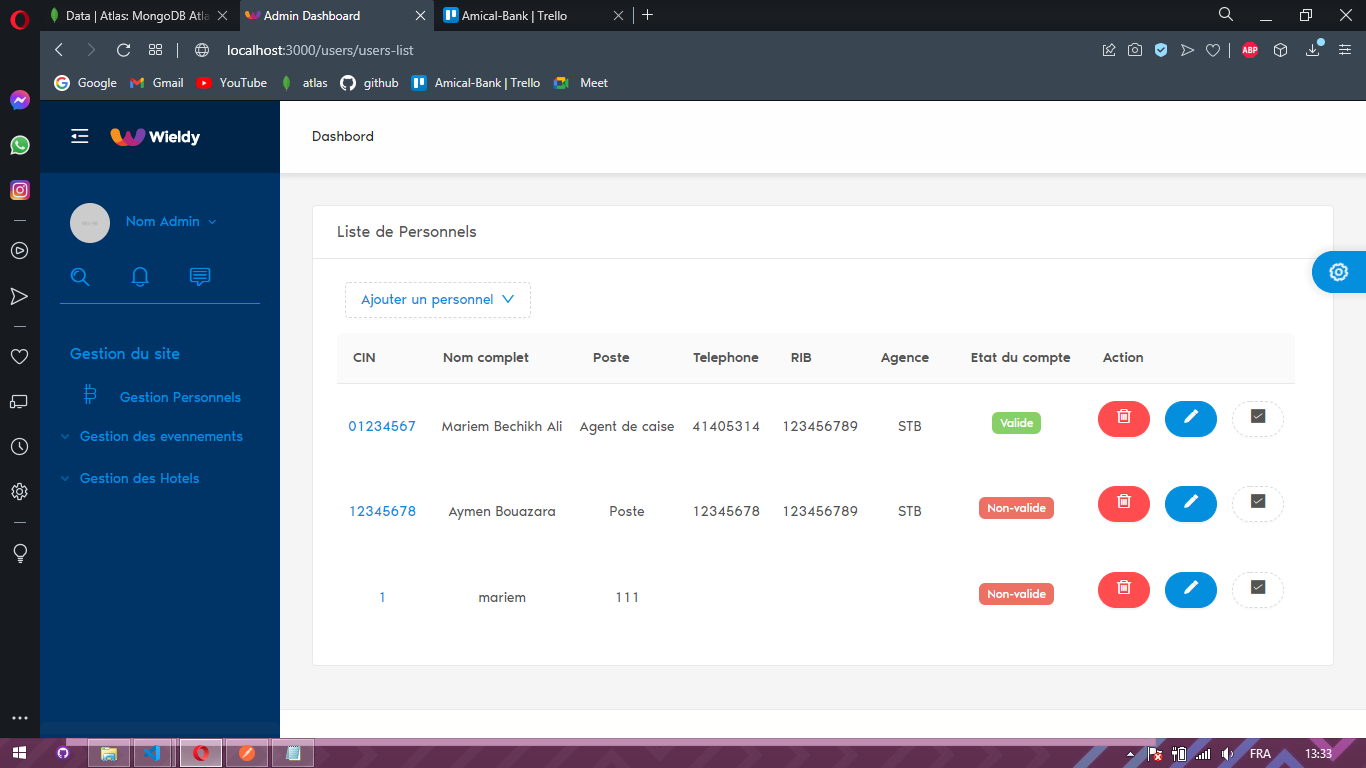 Data | Atlas: MongoDB Atla
Admin Dashboard
Amical-Bank | Trello
localhost:3000/users/users-list
ABP
Google
Gmail
YouTube
atlas
github
Amical-Bank | Trello
Meet
Wieldy
Dashbord
Nom Admin
Gestion du site
Gestion Personnels
Gestion des evennements
Gestion des Hotels
Liste de Personnels
Ajouter un personnel
CIN Nom complet Poste Telephone RIB Agence Etat du compte Action
01234567 Mariem Bechikh Ali Agent de caise 41405314 123456789 STB Valide
12345678 Aymen Bouazara Poste 12345678 123456789 STB Non-valide
1 mariem 111 Non-valide
FRA
13:33